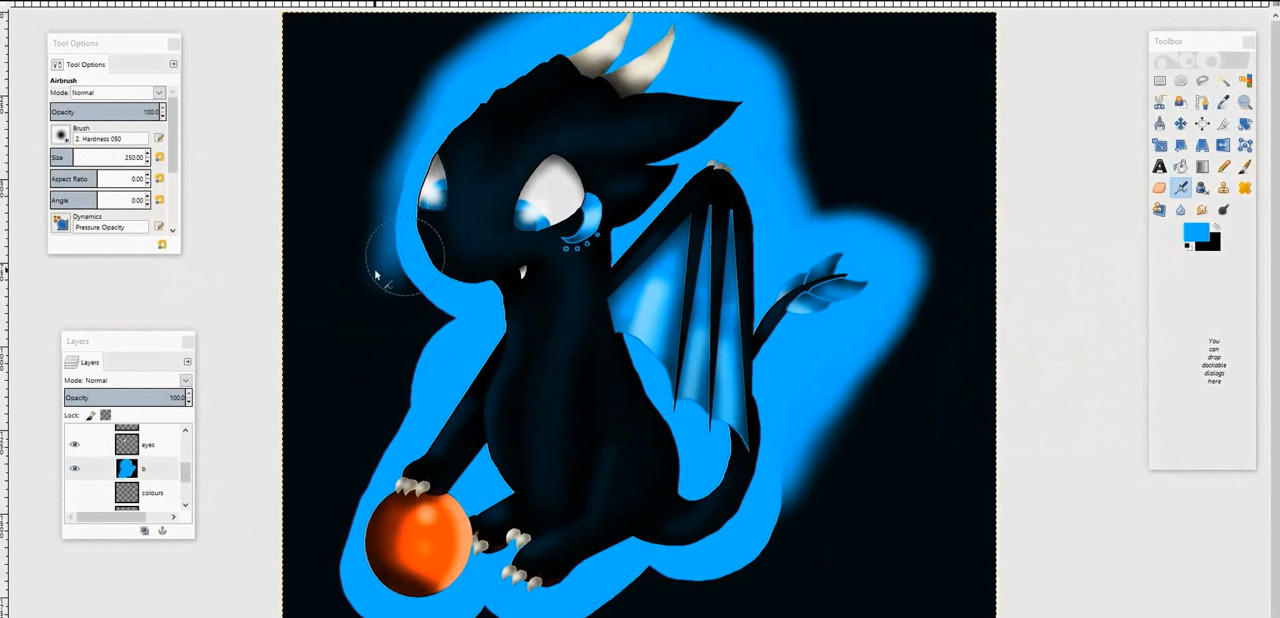 Tool Options
Tool Options
Airbrush
Mode: Normal
Opacity 100.0
Brush
2. Hardness 050
Size 250.00
Aspect Ratio 0.00
Angle 0.00
Dynamics
Pressure Opacity
Layers
Layers
Mode: Normal
Opacity 100.0
Lock:
eyes
b
colours
Toolbox
You
can
drop
dockable
dialogs
here